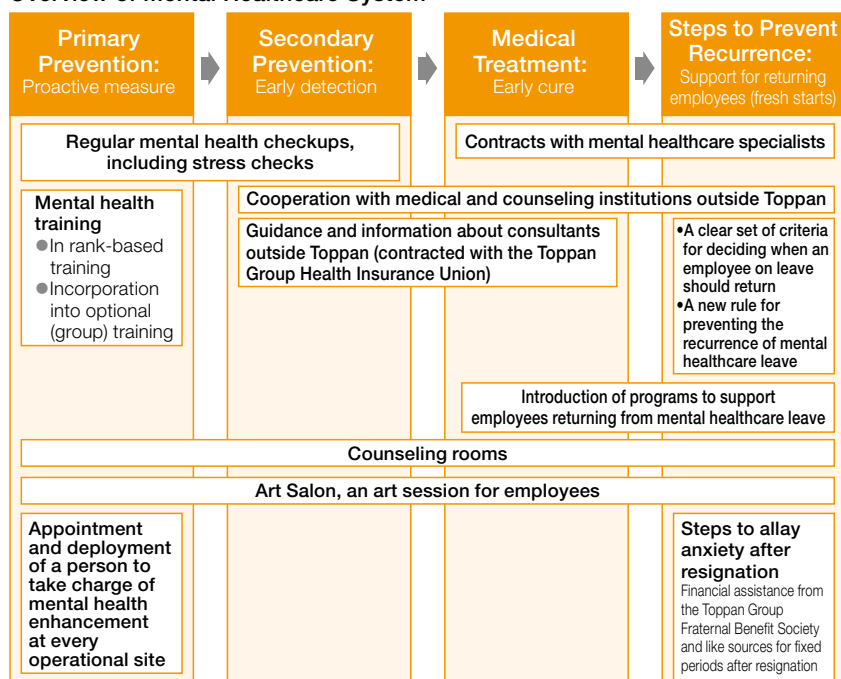 Overview of Mental Healthcare System
Primary
Prevention:
Proactive measure
Secondary
Prevention:
Early detection
Medical
Treatment:
Early cure
Steps to Prevent
Recurrence:
Support for returning
employees (fresh starts)
Regular mental health checkups,
including stress checks
Contracts with mental healthcare specialists
Mental health
training
●In rank-based
training
●Incorporation
into optional
(group) training
Cooperation with medical and counseling institutions outside Toppan
Guidance and information about consultants
outside Toppan (contracted with the Toppan
Group Health Insurance Union)
•A clear set of criteria
for deciding when an
employee on leave
should return
•A new rule for
preventing the
recurrence of mental
healthcare leave
Introduction of programs to support
employees returning from mental healthcare leave
Counseling rooms
Art Salon, an art session for employees
Appointment
and deployment
of a person to
take charge of
mental health
enhancement
at every
operational site
Steps to allay
anxiety after
resignation
Financial assistance from
the Toppan Group
Fraternal Benefit Society
and like sources for fixed
periods after resignation